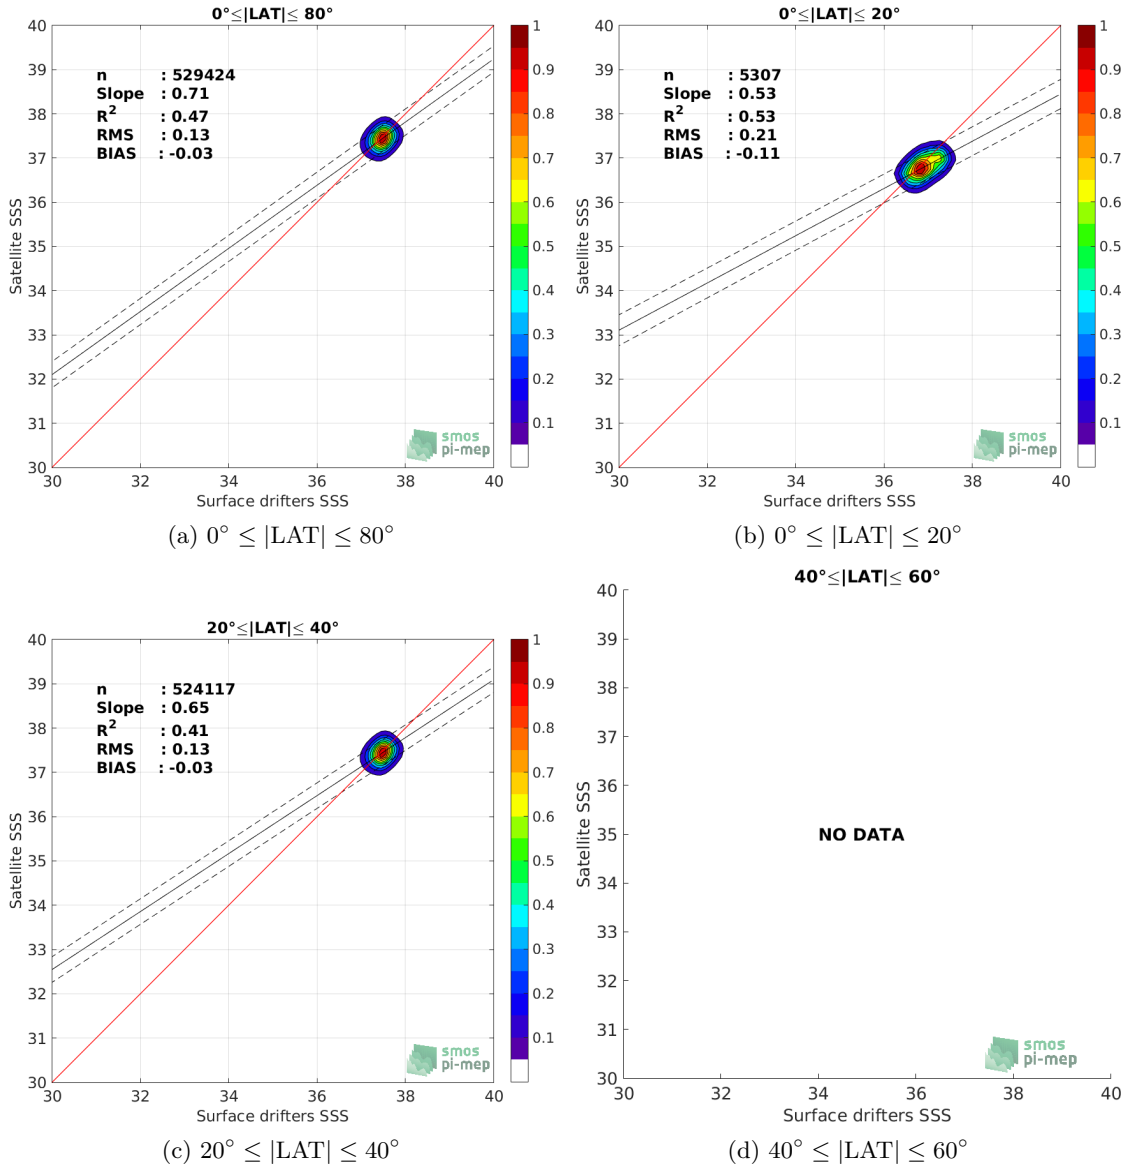 0°≤|LAT|≤ 80°
40
39
38
37
36
35
34
33
32
31
30
Satellite SSS
n : 529424
Slope : 0.71
R2 : 0.47
RMS : 0.13
BIAS : -0.03
smos
pi-mep
30 32 34 36 38 40
Surface drifters SSS
1
0.9
0.8
0.7
0.6
0.5
0.4
0.3
0.2
0.1
(a) 0° ≤ |LAT| ≤ 80°
0°≤|LAT|≤ 20°
40
39
38
37
36
35
34
33
32
31
30
Satellite SSS
n : 5307
Slope : 0.53
R2 : 0.53
RMS : 0.21
BIAS : -0.11
smos
pi-mep
30 32 34 36 38 40
Surface drifters SSS
1
0.9
0.8
0.7
0.6
0.5
0.4
0.3
0.2
0.1
(b) 0° ≤ |LAT| ≤ 20°
20°≤|LAT|≤ 40°
40
39
38
37
36
35
34
33
32
31
30
Satellite SSS
n : 524117
Slope : 0.65
R2 : 0.41
RMS : 0.13
BIAS : -0.03
smos
pi-mep
30 32 34 36 38 40
Surface drifters SSS
1
0.9
0.8
0.7
0.6
0.5
0.4
0.3
0.2
0.1
(c) 20° ≤ |LAT| ≤ 40°
40°≤|LAT|≤ 60°
40
39
38
37
36
35
34
33
32
31
30
Satellite SSS
NO DATA
smos
pi-mep
30 32 34 36 38 40
Surface drifters SSS
(d) 40° ≤ |LAT| ≤ 60°